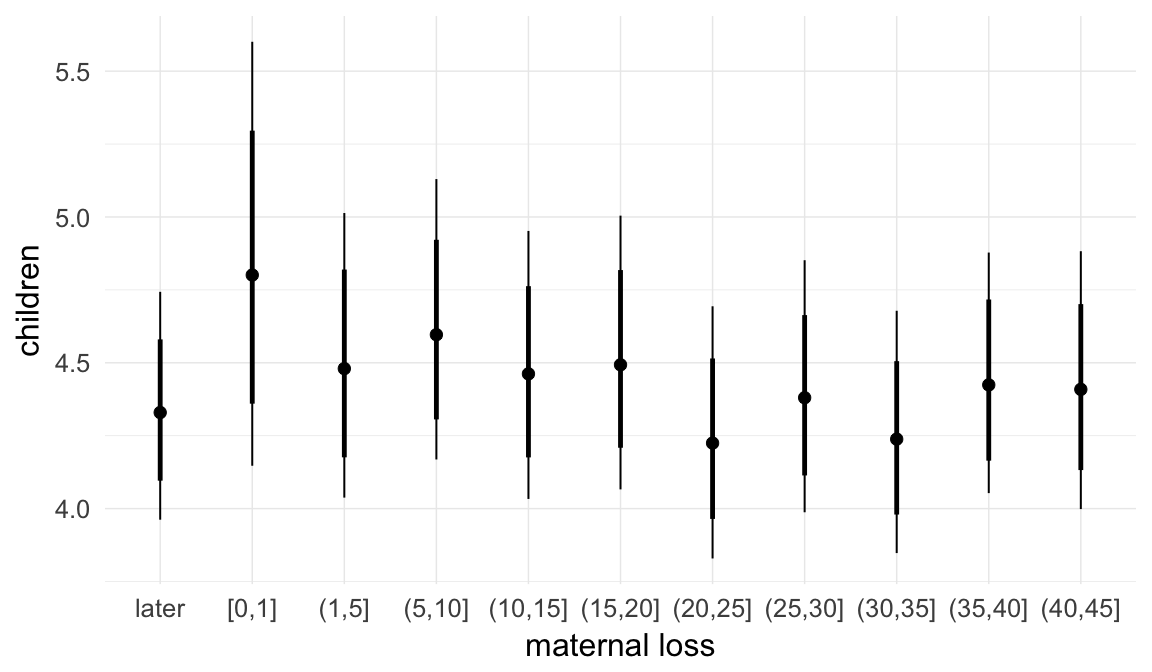 children
5.5
5.0
4.5
4.0
later [0,1] (1,5] (5,10] (10,15] (15,20] (20,25] (25,30] (30,35] (35,40] (40,45]
maternal loss